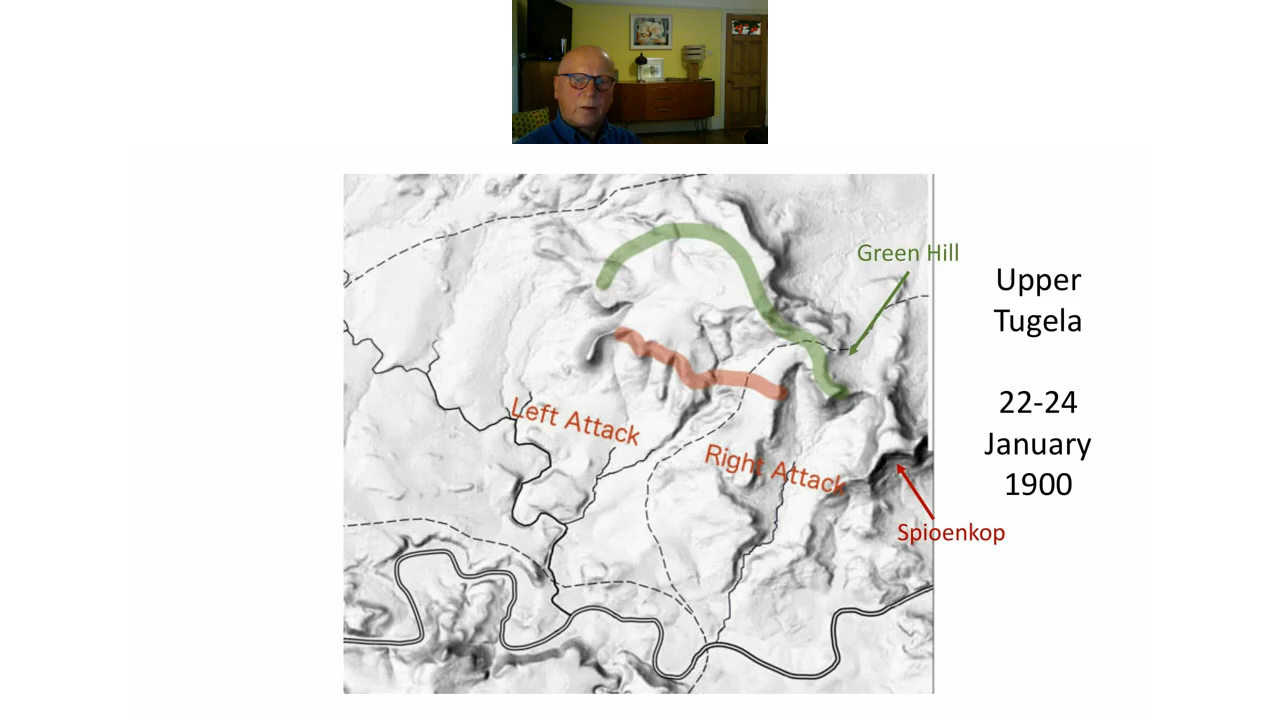 Green Hill
Upper
Tugela
22-24
January
1900
Left Attack
Right Attack
Spioenkop